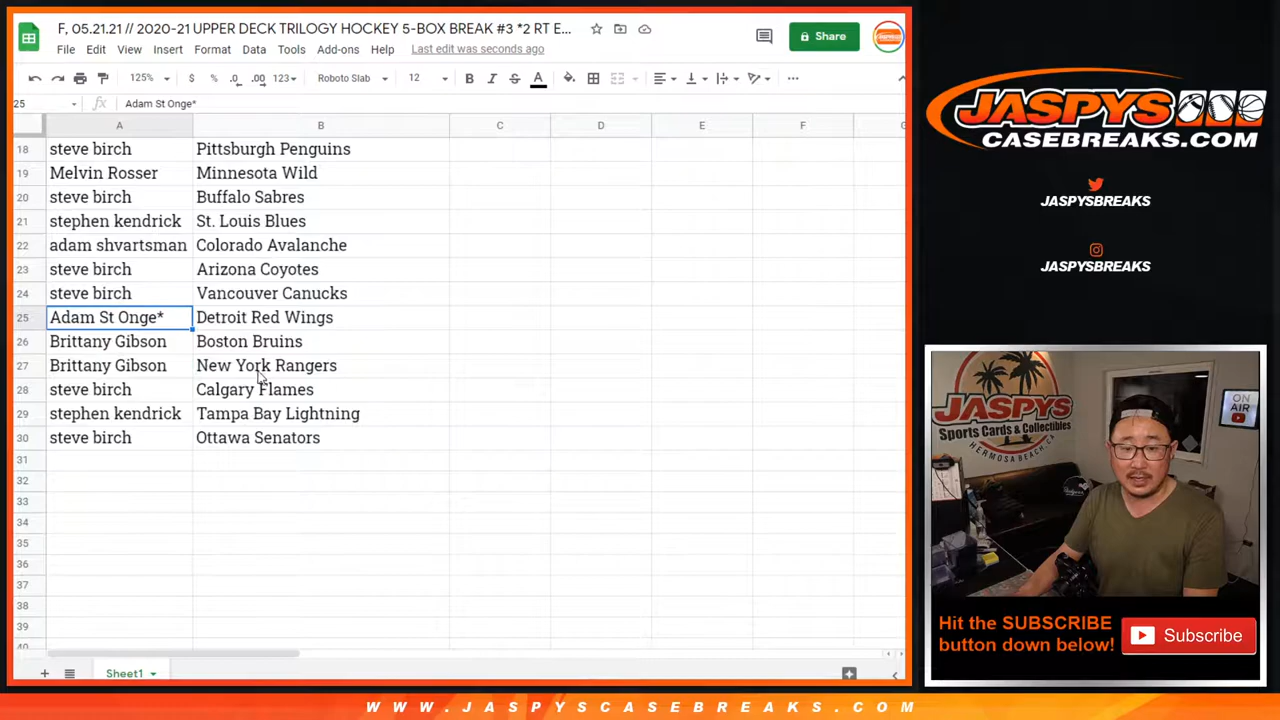 F, 05.21.21 // 2020-21 UPPER DECK TRILOGY HOCKEY 5-BOX BREAK #3 *2 RT E...
File Edit View Insert Format Data Tools Add-ons Help Last edit was seconds ago
Share
125% $ % .0 .00 123 Roboto Slab 12 B I S A
25 fx Adam St Onge*
A B C D E F G
18 steve birch Pittsburgh Penguins
19 Melvin Rosser Minnesota Wild
20 steve birch Buffalo Sabres
21 stephen kendrick St. Louis Blues
22 adam shvartsman Colorado Avalanche
23 steve birch Arizona Coyotes
24 steve birch Vancouver Canucks
25 Adam St Onge* Detroit Red Wings
26 Brittany Gibson Boston Bruins
27 Brittany Gibson New York Rangers
28 steve birch Calgary Flames
29 stephen kendrick Tampa Bay Lightning
30 steve birch Ottawa Senators
31
32
33
34
35
36
37
38
39
40
Sheet1
JASPYS
CASEBREAKS.COM
JASPYSBREAKS
JASPYSBREAKS
JASPYS
Sports Cards & Collectibles
HERMOSA BEACH, CA
ON
AIR
Hit the SUBSCRIBE
button down below!
Subscribe
WWW.JASPYSCASEBREAKS.COM